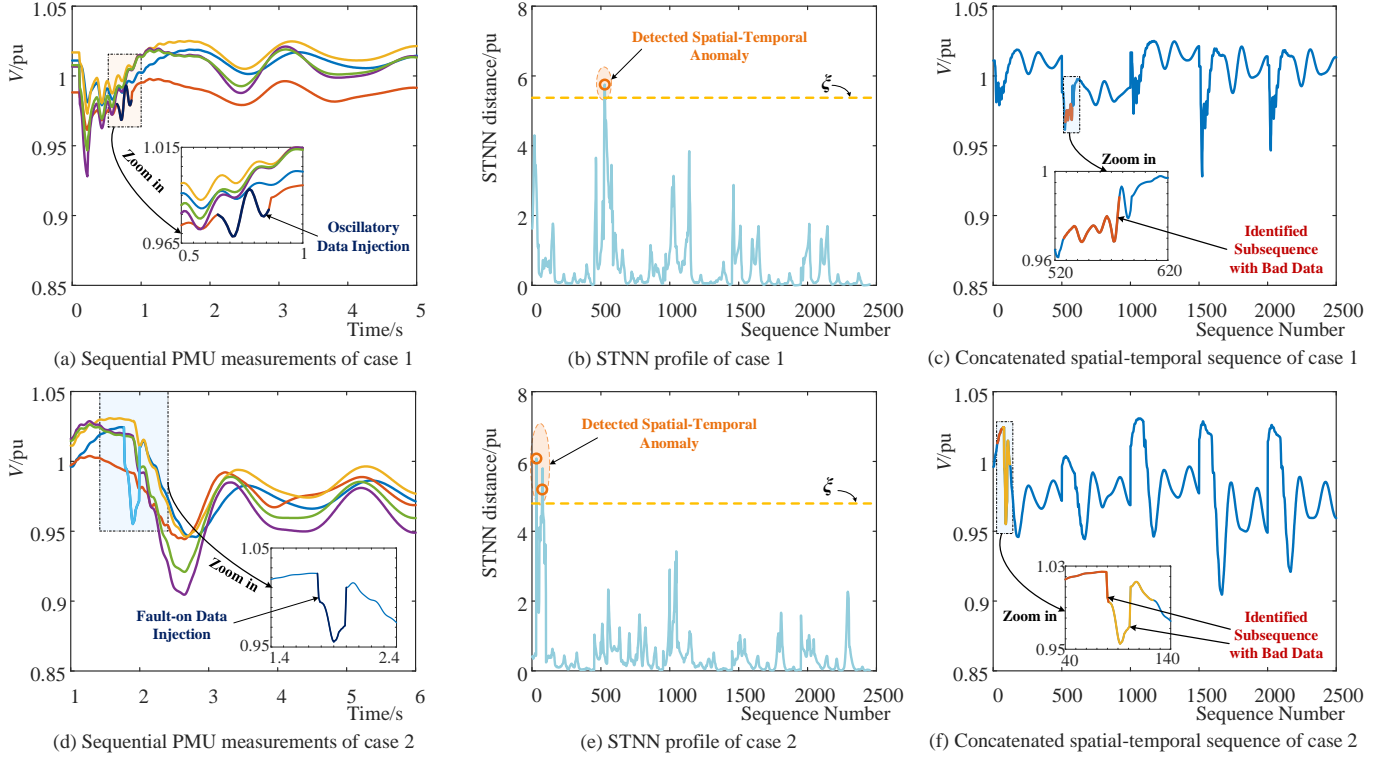 1.05
1
0.95
0.9
0.85
V/pu
0
1
2
3
4
5
Time/s
Zoom in
1.015
0.965
0.5
1
Oscillatory
Data Injection
(a) Sequential PMU measurements of case 1
8
6
4
2
0
STNN distance/pu
Detected Spatial-Temporal
Anomaly
ξ
0
500
1000
1500
2000
2500
Sequence Number
(b) STNN profile of case 1
1.05
1
0.95
0.9
0.85
V/pu
Zoom in
1
0.96
520
620
Identified
Subsequence
with Bad Data
0
500
1000
1500
2000
2500
Sequence Number
(c) Concatenated spatial-temporal sequence of case 1
1.05
1
0.95
0.9
0.85
V/pu
Zoom in
1.05
0.95
1.4
2.4
Fault-on Data
Injection
1
2
3
4
5
6
Time/s
(d) Sequential PMU measurements of case 2
8
6
4
2
0
STNN distance/pu
Detected Spatial-Temporal
Anomaly
ξ
0
500
1000
1500
2000
2500
Sequence Number
(e) STNN profile of case 2
1.05
1
0.95
0.9
0.85
V/pu
Zoom in
1.03
0.95
40
140
Identified
Subsequence
with Bad Data
0
500
1000
1500
2000
2500
Sequence Number
(f) Concatenated spatial-temporal sequence of case 2